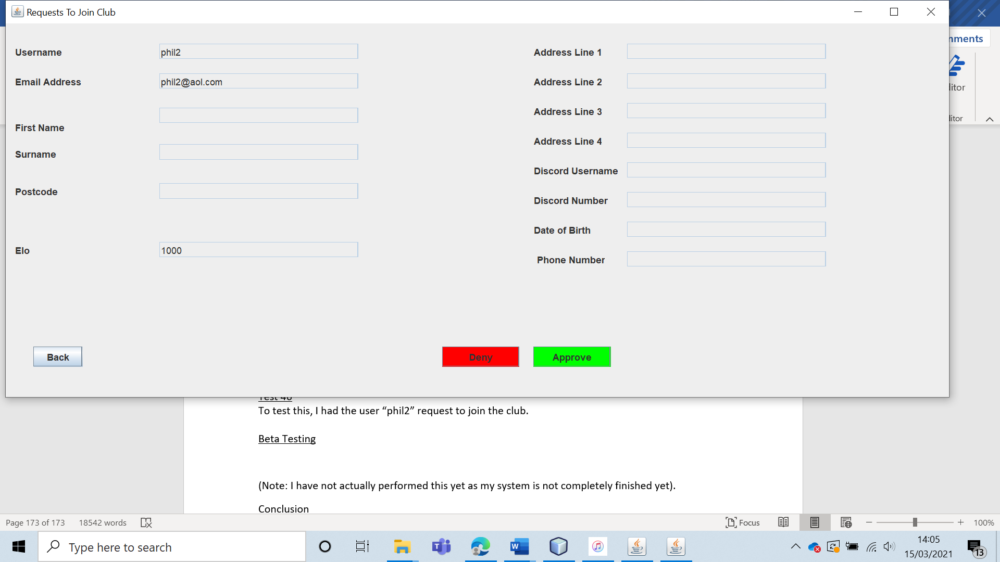 Requests To Join Club
mments
Username phil2 Address Line 1
Email Address phil2@aol.com Address Line 2
litor
Address Line 3
litor
First Name
Address Line 4
Surname
Discord Username
Postcode
Discord Number
Date of Birth
Elo 1000
Phone Number
Back Deny Approve
Test 40
To test this, I had the user “phil2” request to join the club.
Beta Testing
(Note: I have not actually performed this yet as my system is not completely finished yet).
Conclusion
Page 173 of 173 18542 words Focus 100%
Type here to search
14:05
15/03/2021
13